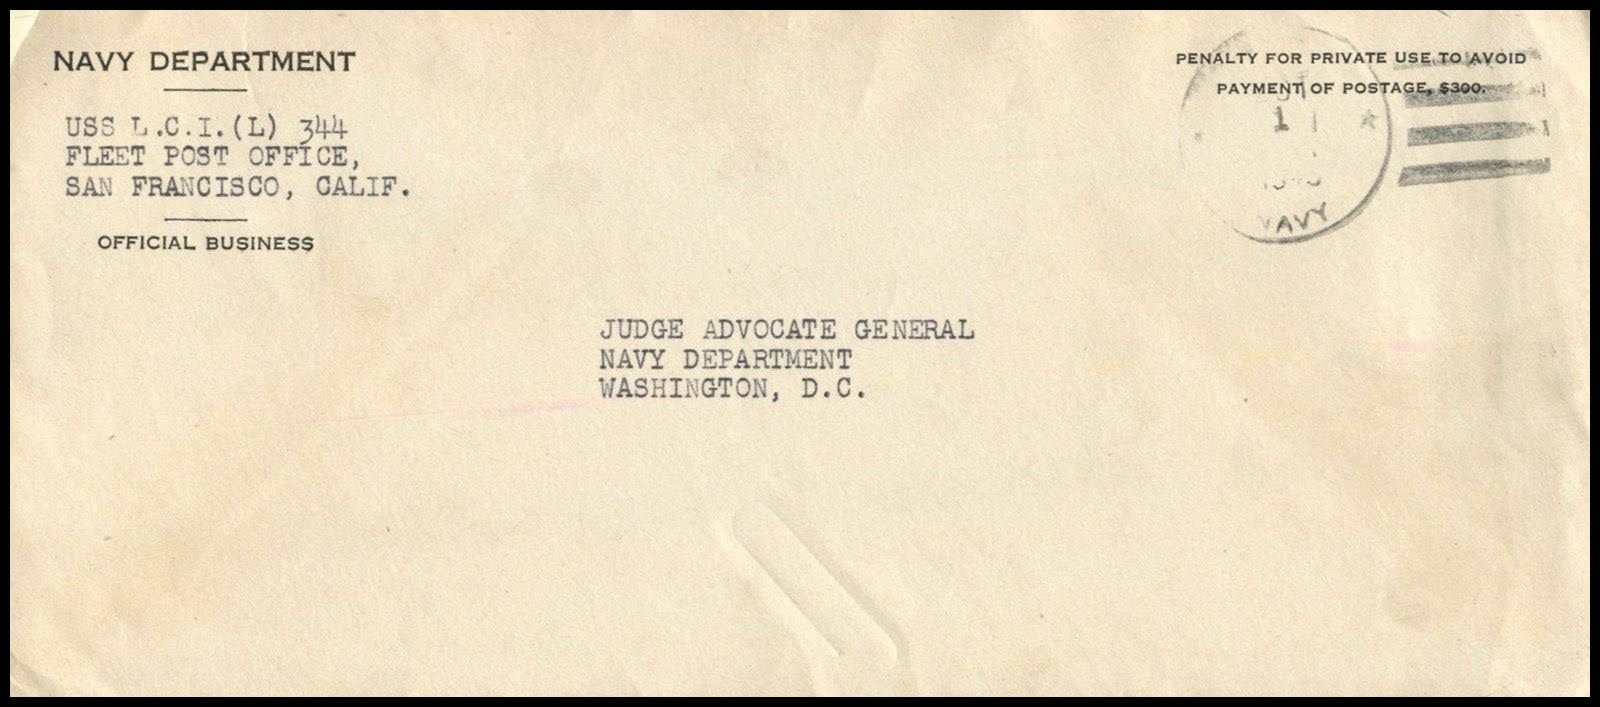 NAVY DEPARTMENT
USS L.C.I.(L) 344
FLEET POST OFFICE,
SAN FRANCISCO, CALIF.
OFFICIAL BUSINESS
PENALTY FOR PRIVATE USE TO AVOID
PAYMENT OF POSTAGE, $300.
1
NAVY
JUDGE ADVOCATE GENERAL
NAVY DEPARTMENT
WASHINGTON, D.C.